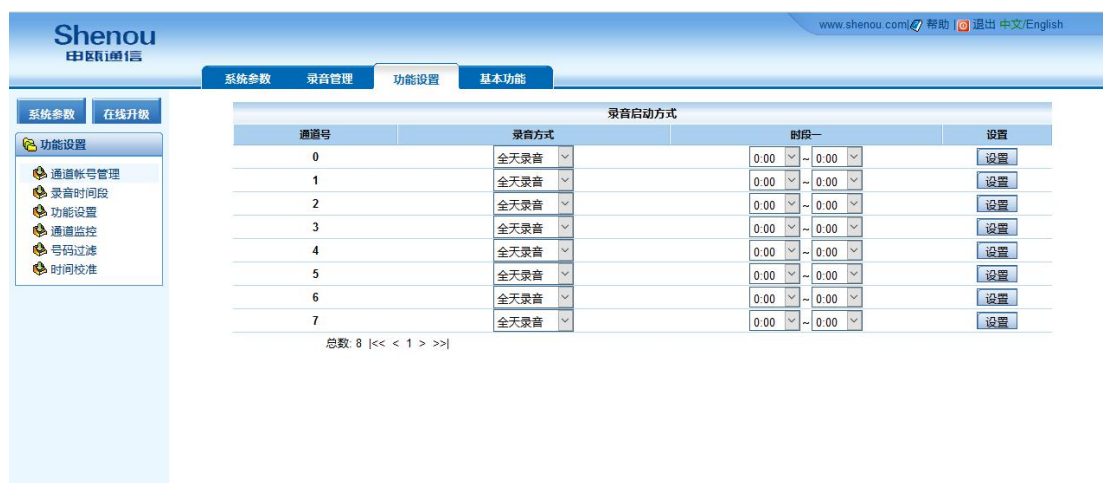 Shenou
申瓯通信
www.shenou.com| 帮助 | 退出 中文/English
系统参数 录音管理 功能设置 基本功能
系统参数 在线升级
功能设置
通道帐号管理
录音时间段
功能设置
通道监控
号码过滤
时间校准
录音启动方式
通道号 录音方式 时段一 设置
0 全天录音 0:00 ~ 0:00 设置
1 全天录音 0:00 ~ 0:00 设置
2 全天录音 0:00 ~ 0:00 设置
3 全天录音 0:00 ~ 0:00 设置
4 全天录音 0:00 ~ 0:00 设置
5 全天录音 0:00 ~ 0:00 设置
6 全天录音 0:00 ~ 0:00 设置
7 全天录音 0:00 ~ 0:00 设置
总数: 8 |<< < 1 > >>|